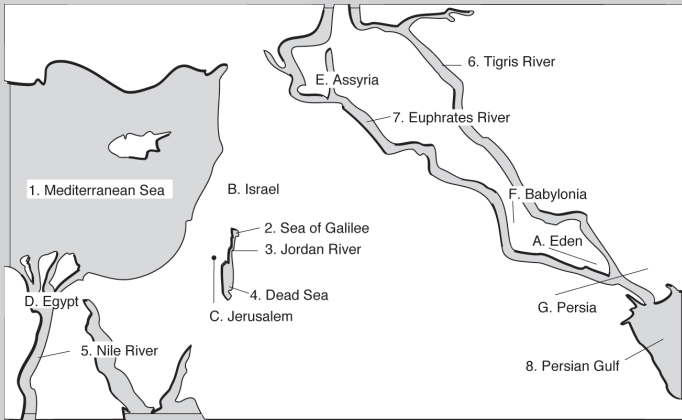 6. Tigris River
E. Assyria
7. Euphrates River
1. Mediterranean Sea
B. Israel
F. Babylonia
2. Sea of Galilee
3. Jordan River
A. Eden
4. Dead Sea
D. Egypt
G. Persia
C. Jerusalem
5. Nile River
8. Persian Gulf